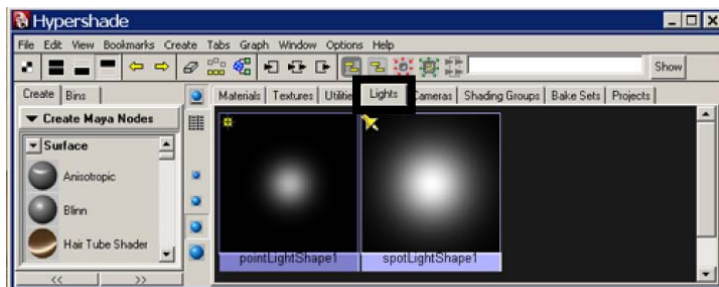 Hypershade
File Edit View Bookmarks Create Tabs Graph Window Options Help
Show
Create Bins
Materials Textures Utilities Lights Cameras Shading Groups Bake Sets Projects
Create Maya Nodes
Surface
Anisotropic
Blinn
Hair Tube Shader
<< >>
pointLightShape1 spotLightShape1